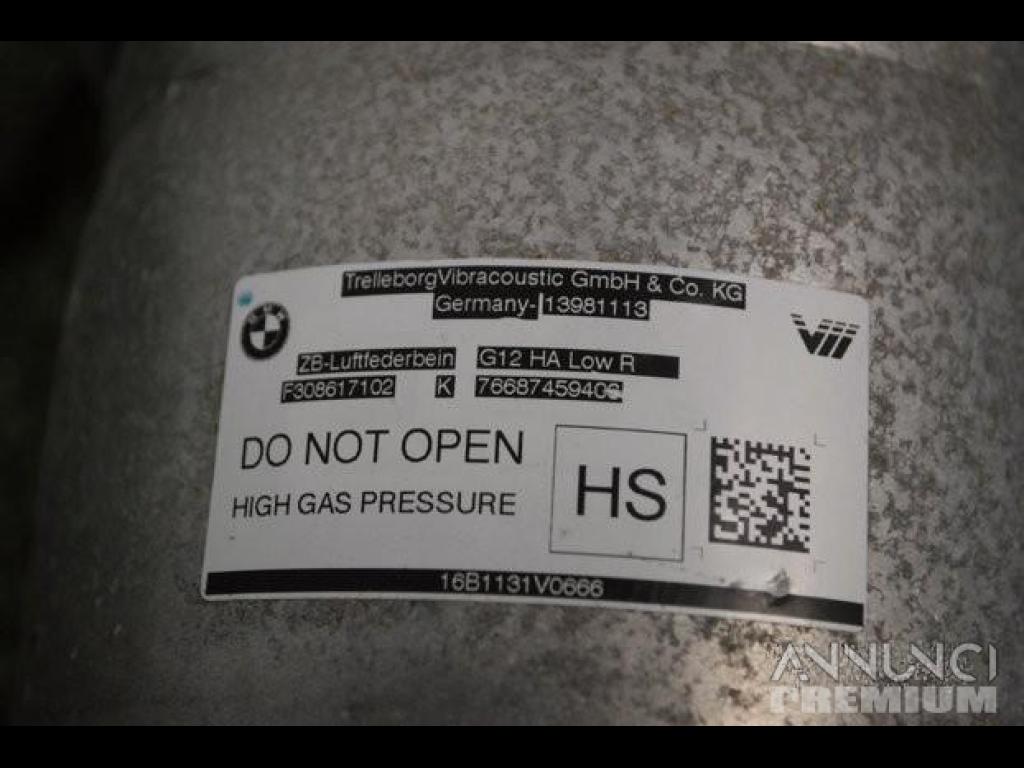 TrelleborgVibracoustic GmbH & Co. KG
Germany- 13981113
ZB-Luftfederbein G12 HA Low R
F308617102 K
DO NOT OPEN
HIGH GAS PRESSURE
HS
16B1131V0666
ANNUNCI
PREMIUM